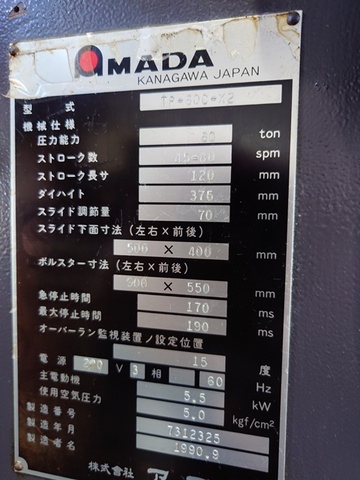 AMADA
KANAGAWA JAPAN
型式 TP-60C-X2
機械仕様
圧力能力 60 ton
ストローク数 45-80 spm
ストローク長サ 120 mm
ダイハイト 376 mm
スライド調節量 70 mm
スライド下面寸法(左右×前後)
500 × 400 mm
ボルスター寸法(左右×前後)
900 × 550 mm
急停止時間 170 ms
最大停止時間 190 ms
オーバーラン監視装置ノ設定位置 15 度
電源 200 V 3 相 60 Hz
主電動機 5.5 kW
使用空気圧力 5.0 kgf/cm²
製造番号 7312325
製造年月 1990.9
製造者名
株式会社 ア